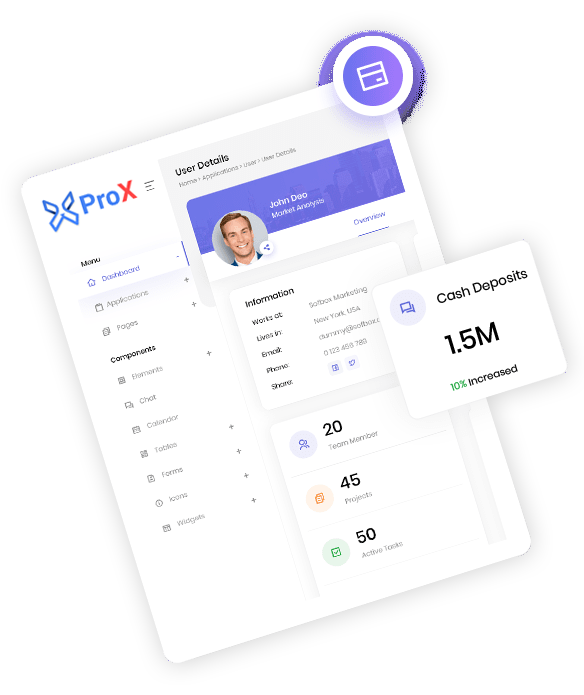 ProX
Menu
Dashboard
Applications
Pages
Components
Elements
Chat
Calendar
Tables
Forms
Icons
Widgets
User Details
Home > Applications > User > User Details
John Deo
Market Analysts
Overview
Information
Works at: Softbox Marketing
Lives In: New York, USA
Email: dummy@softbox.
Phone: 0123 456 789
Share:
20
Team Member
45
Projects
50
Active Tasks
Cash Deposits
1.5M
10% Increased